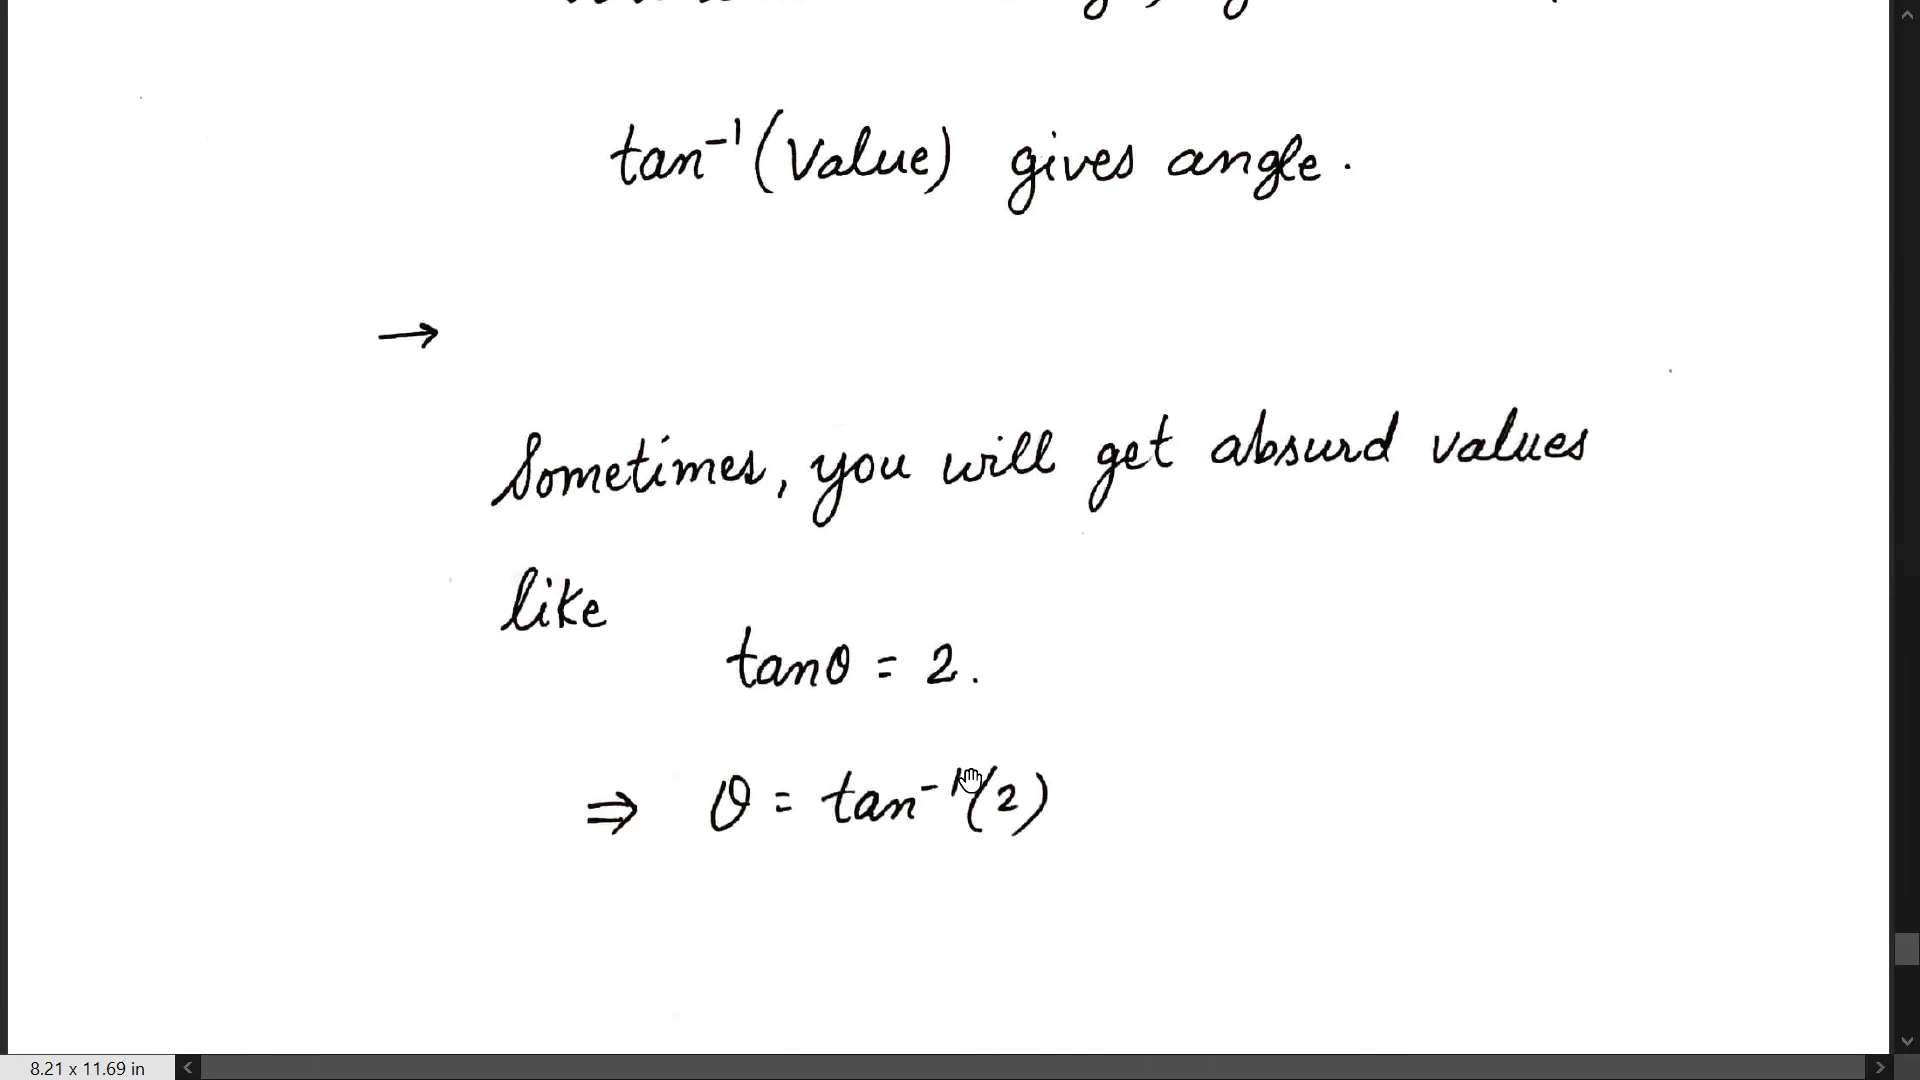 tan⁻¹(Value) gives angle.
→
Sometimes, you will get absurd values
like
tanθ = 2.
⇒ θ = tan⁻¹(2)
8.21 x 11.69 in